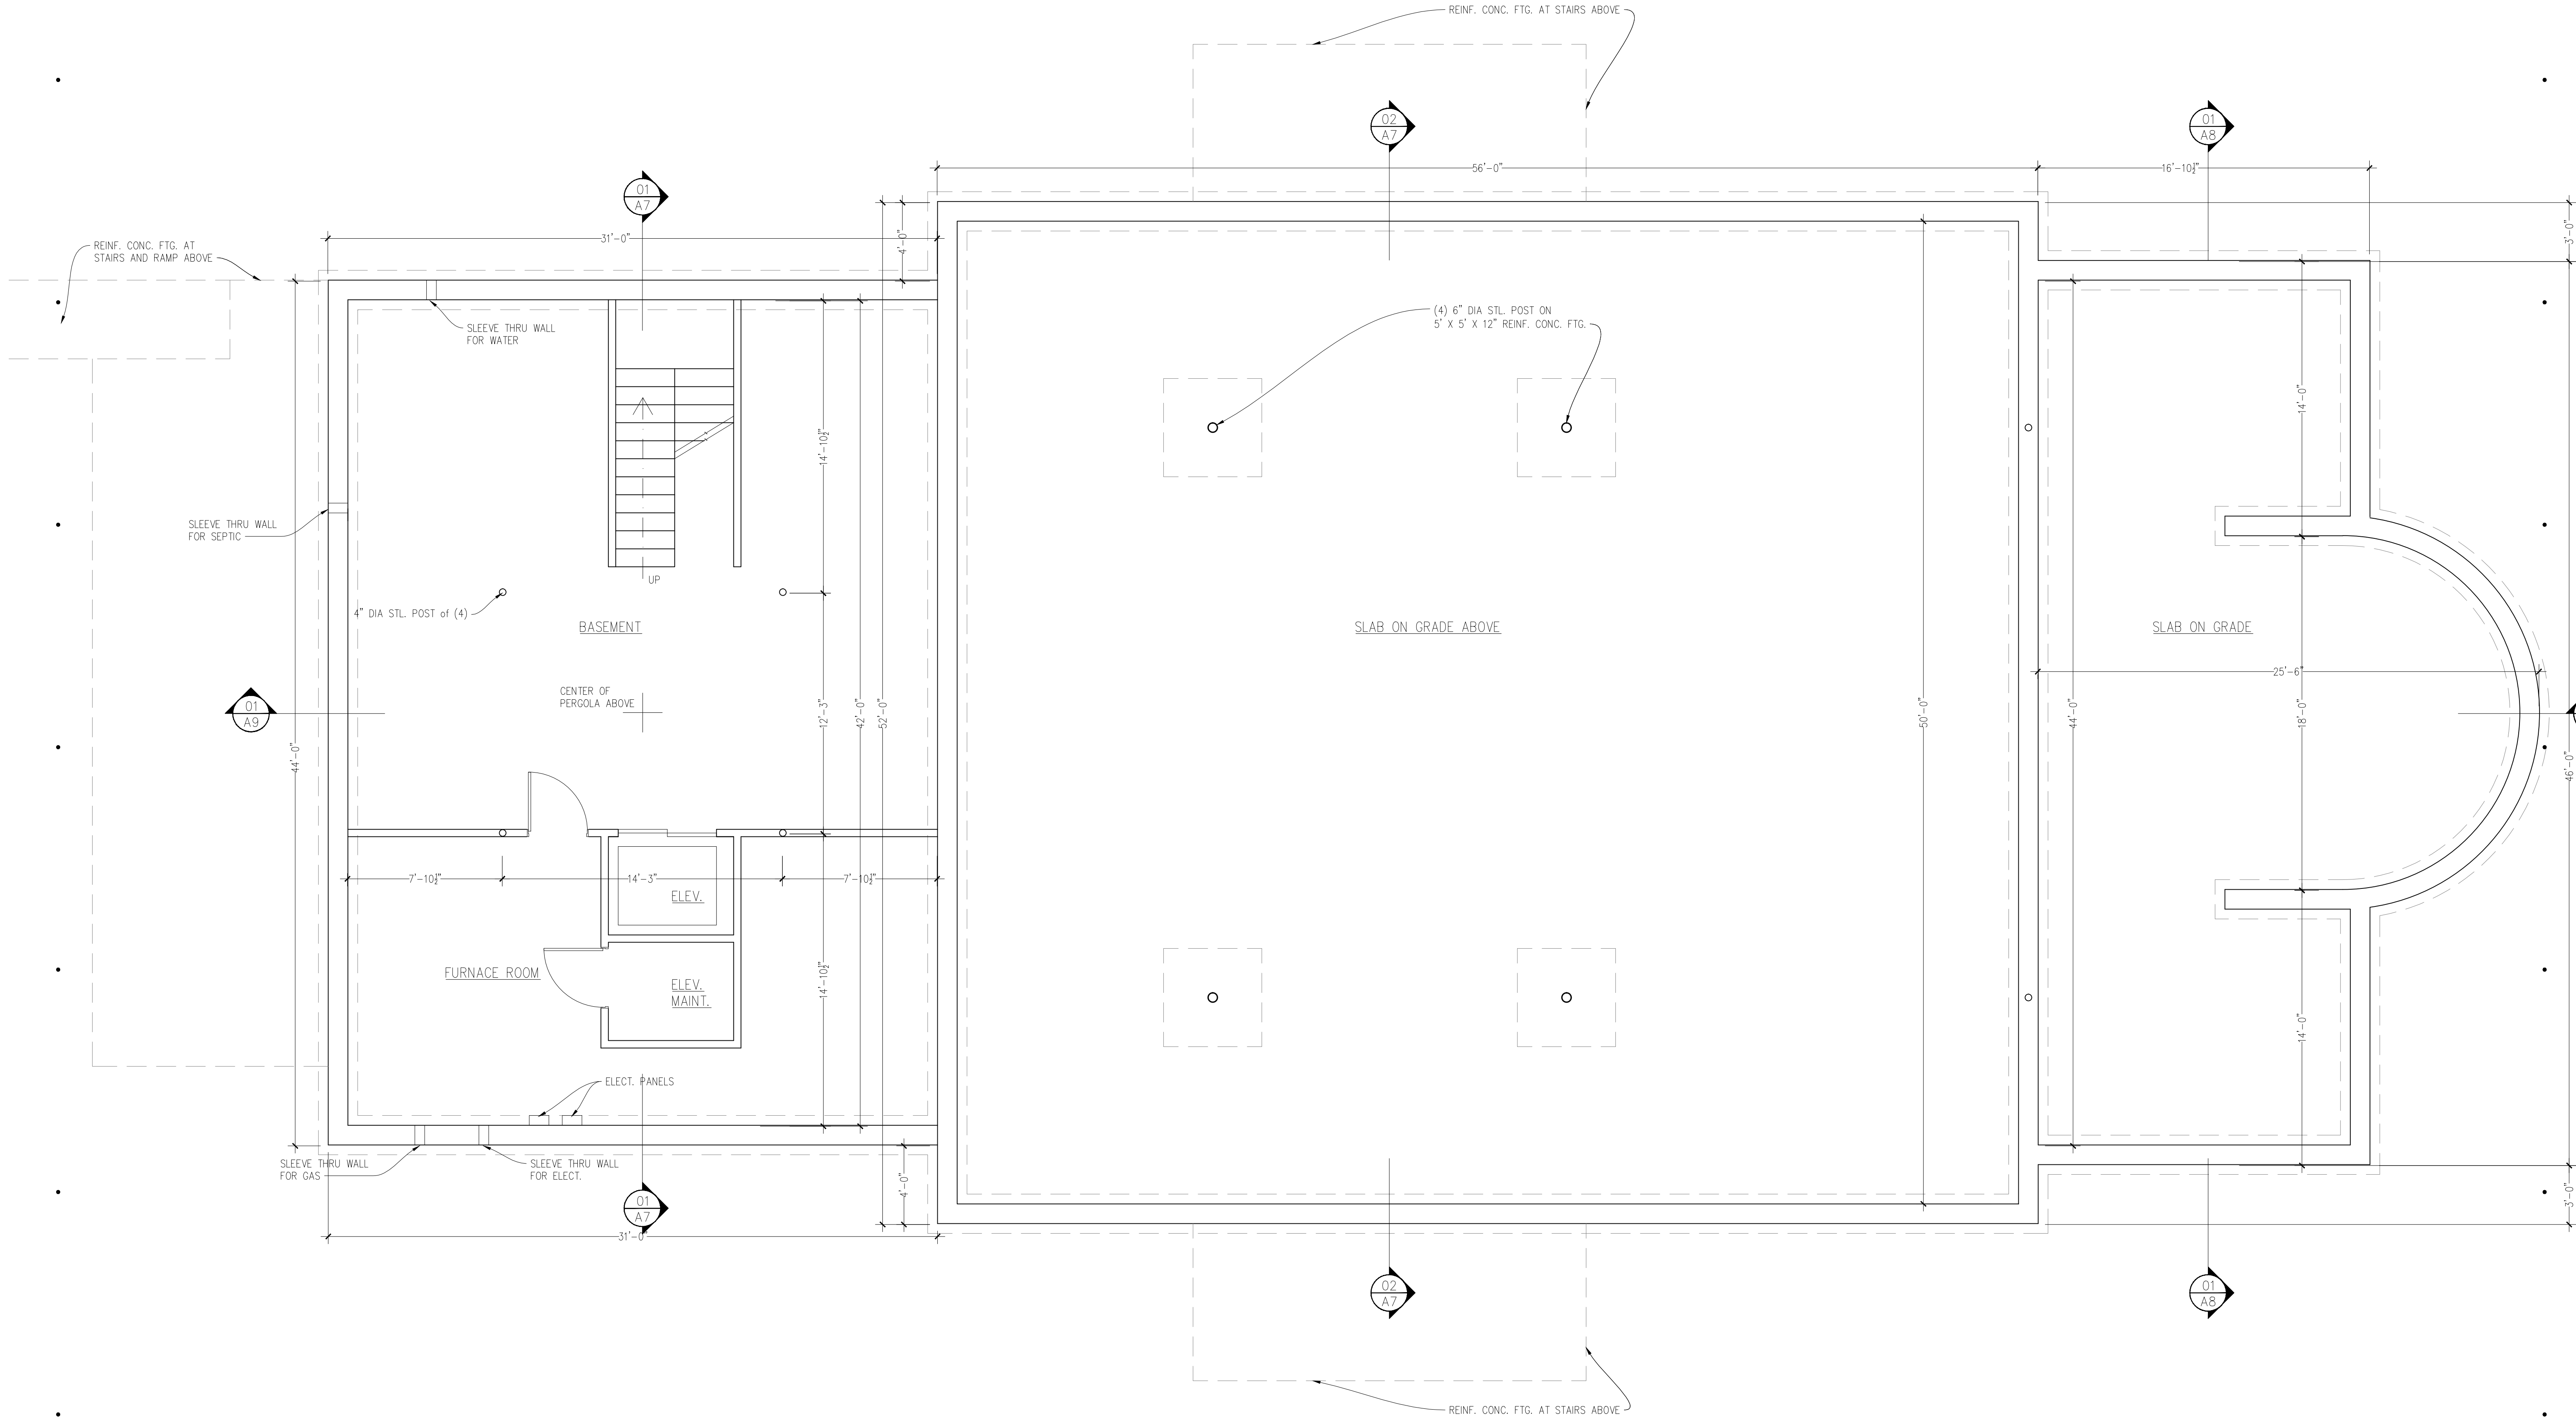 REINF. CONC. FTG. AT STAIRS ABOVE
02
A7
01
A8
56'-0"
16'-10½"
01
A7
31'-0"
4'-0"
3'-0"
REINF. CONC. FTG. AT
STAIRS AND RAMP ABOVE
SLEEVE THRU WALL
FOR WATER
(4) 6" DIA STL. POST ON
5' X 5' X 12" REINF. CONC. FTG.
14'-10½"
14'-0"
SLEEVE THRU WALL
FOR SEPTIC
UP
4" DIA STL. POST of (4)
BASEMENT
SLAB ON GRADE ABOVE
SLAB ON GRADE
25'-6"
CENTER OF
PERGOLA ABOVE
01
A9
12'-3"
42'-0"
52'-0"
50'-0"
44'-0"
18'-0"
44'-0"
46'-0"
7'-10½"
14'-3"
7'-10½"
ELEV.
FURNACE ROOM
ELEV.
MAINT.
14'-10½"
14'-0"
ELECT. PANELS
SLEEVE THRU WALL
FOR GAS
SLEEVE THRU WALL
FOR ELECT.
4'-0"
3'-0"
01
A7
31'-0
02
A7
01
A8
REINF. CONC. FTG. AT STAIRS ABOVE